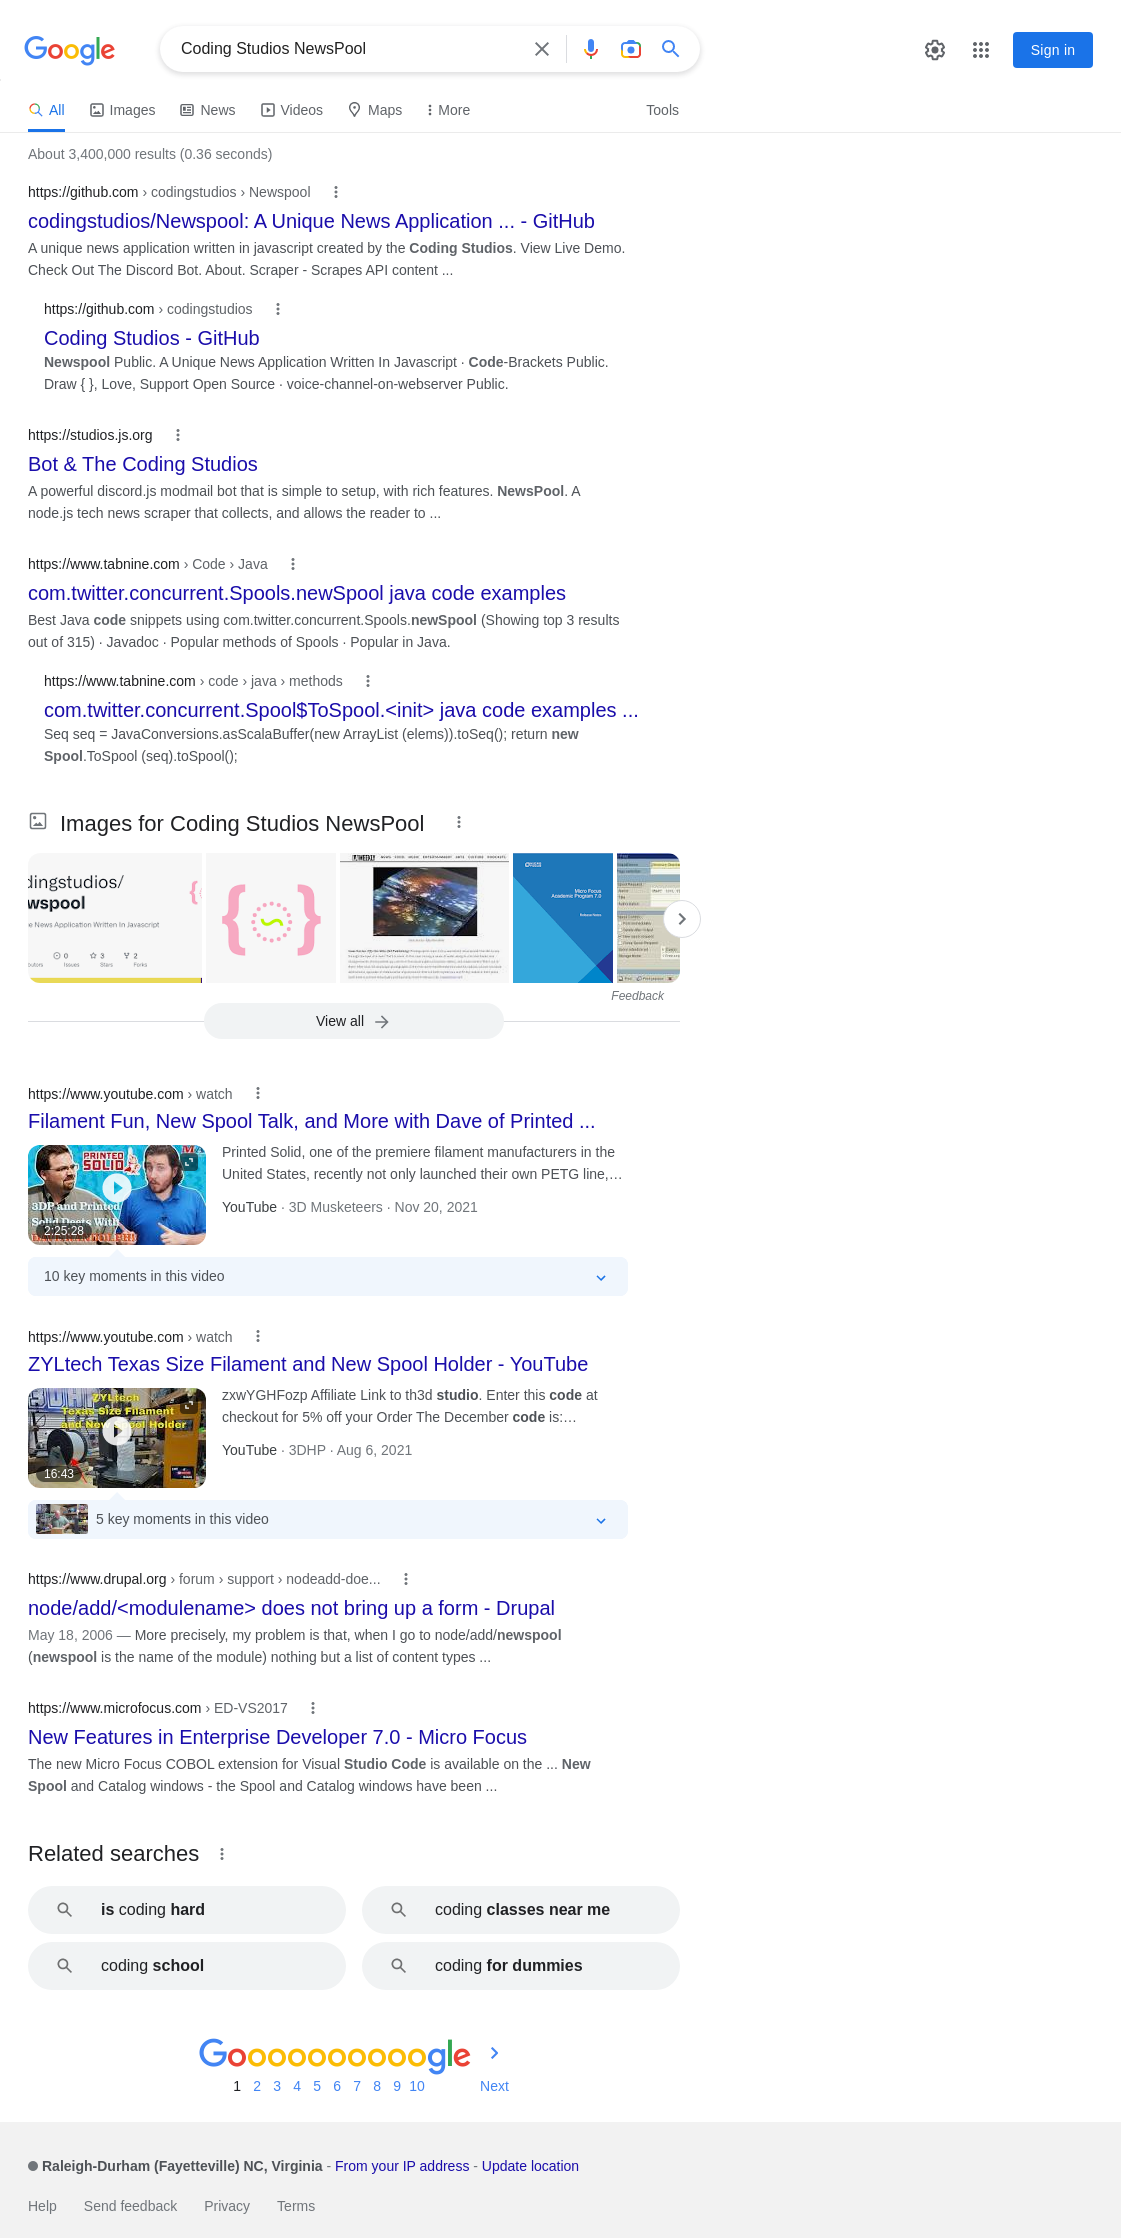 Google
Coding Studios NewsPool
Sign in
All Images News Videos Maps More Tools
About 3,400,000 results (0.36 seconds)
https://github.com › codingstudios › Newspool
codingstudios/Newspool: A Unique News Application ... - GitHub
A unique news application written in javascript created by the Coding Studios. View Live Demo.
Check Out The Discord Bot. About. Scraper - Scrapes API content ...
https://github.com › codingstudios
Coding Studios - GitHub
Newspool Public. A Unique News Application Written In Javascript · Code-Brackets Public.
Draw { }, Love, Support Open Source · voice-channel-on-webserver Public.
https://studios.js.org
Bot & The Coding Studios
A powerful discord.js modmail bot that is simple to setup, with rich features. NewsPool. A
node.js tech news scraper that collects, and allows the reader to ...
https://www.tabnine.com › Code › Java
com.twitter.concurrent.Spools.newSpool java code examples
Best Java code snippets using com.twitter.concurrent.Spools.newSpool (Showing top 3 results
out of 315) · Javadoc · Popular methods of Spools · Popular in Java.
https://www.tabnine.com › code › java › methods
com.twitter.concurrent.Spool$ToSpool.<init> java code examples ...
Seq seq = JavaConversions.asScalaBuffer(new ArrayList (elems)).toSeq(); return new
Spool.ToSpool (seq).toSpool();
Images for Coding Studios NewsPool
dingstudios/
wspool
e News Application Written In Javascript
0 3 2
Issues Stars Forks
WEEKLY
Micro Focus
Academic Program 7.0
Feedback
View all
https://www.youtube.com › watch
Filament Fun, New Spool Talk, and More with Dave of Printed ...
PRINTED
SOLID
3DP and Printed
Solid Deets With
2:25:28
Printed Solid, one of the premiere filament manufacturers in the
United States, recently not only launched their own PETG line,...
YouTube · 3D Musketeers · Nov 20, 2021
10 key moments in this video
https://www.youtube.com › watch
ZYLtech Texas Size Filament and New Spool Holder - YouTube
ZYLtech
Texas Size Filament
and New Spool Holder
16:43
zxwYGHFozp Affiliate Link to th3d studio. Enter this code at
checkout for 5% off your Order The December code is:...
YouTube · 3DHP · Aug 6, 2021
5 key moments in this video
https://www.drupal.org › forum › support › nodeadd-doe...
node/add/<modulename> does not bring up a form - Drupal
May 18, 2006 — More precisely, my problem is that, when I go to node/add/newspool
(newspool is the name of the module) nothing but a list of content types ...
https://www.microfocus.com › ED-VS2017
New Features in Enterprise Developer 7.0 - Micro Focus
The new Micro Focus COBOL extension for Visual Studio Code is available on the ... New
Spool and Catalog windows - the Spool and Catalog windows have been ...
Related searches
is coding hard
coding classes near me
coding school
coding for dummies
Goooooooooogle
1 2 3 4 5 6 7 8 9 10 Next
Raleigh-Durham (Fayetteville) NC, Virginia - From your IP address - Update location
Help Send feedback Privacy Terms